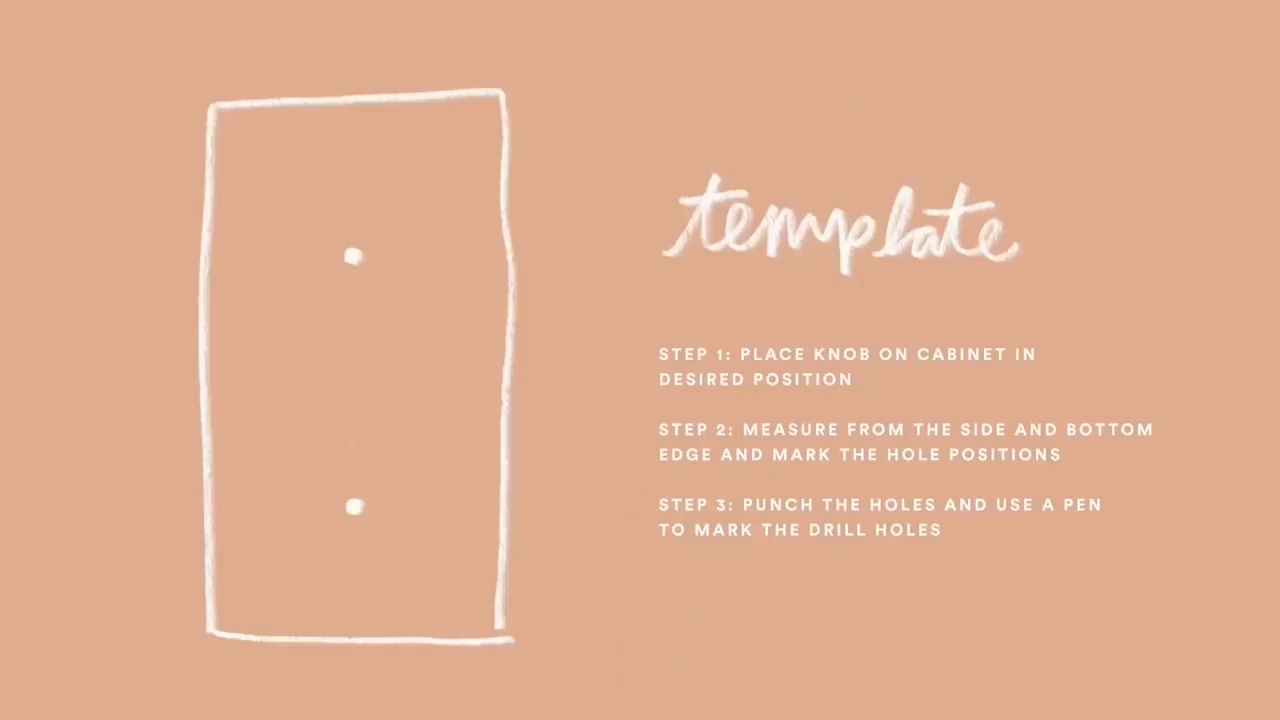 template
STEP 1: PLACE KNOB ON CABINET IN
DESIRED POSITION
STEP 2: MEASURE FROM THE SIDE AND BOTTOM
EDGE AND MARK THE HOLE POSITIONS
STEP 3: PUNCH THE HOLES AND USE A PEN
TO MARK THE DRILL HOLES